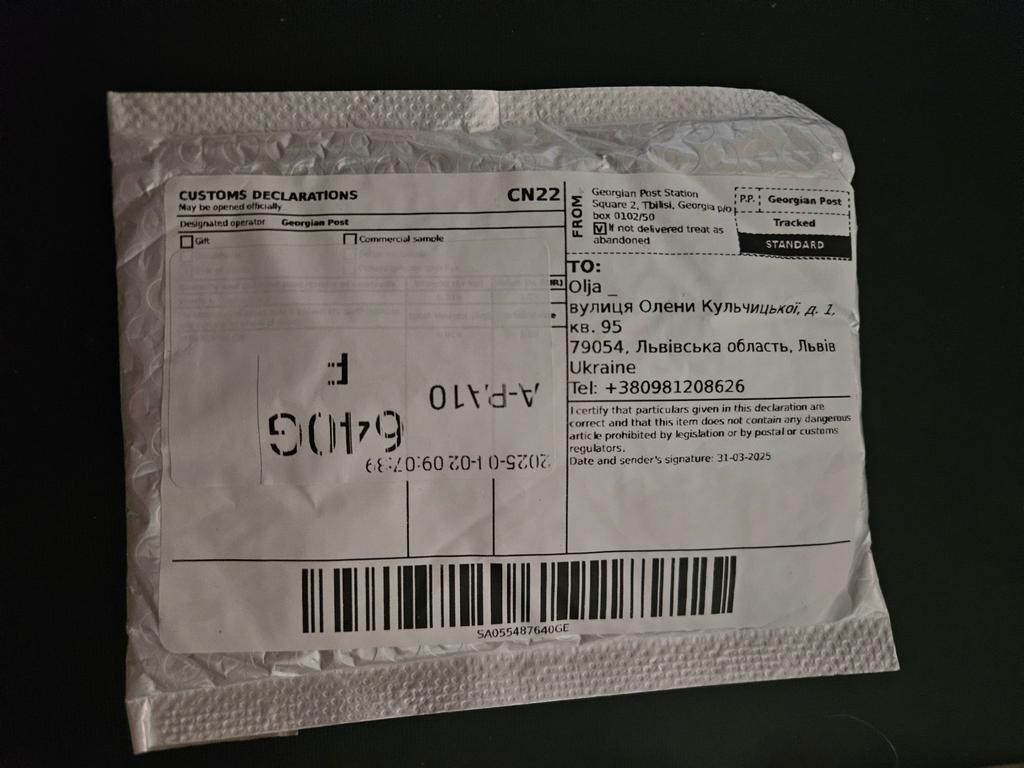 CUSTOMS DECLARATIONS
CN22
May be opened officially
Designated operator Georgian Post
Gift
Commercial sample
F
A-P.A10
640G
2025-04-02 09:07:39
FROM
Georgian Post Station
Square 2, Tbilisi, Georgia p/o
box 0102/50
If not delivered treat as
abandoned
P.P. Georgian Post
Tracked
STANDARD
TO:
Olja _
вулиця Олени Кульчицької, д. 1,
кв. 95
79054, Львівська область, Львів
Ukraine
Tel: +380981208626
I certify that particulars given in this declaration are
correct and that this item does not contain any dangerous
article prohibited by legislation or by postal or customs
regulators.
Date and sender's signature: 31-03-2025
SA055487640GE